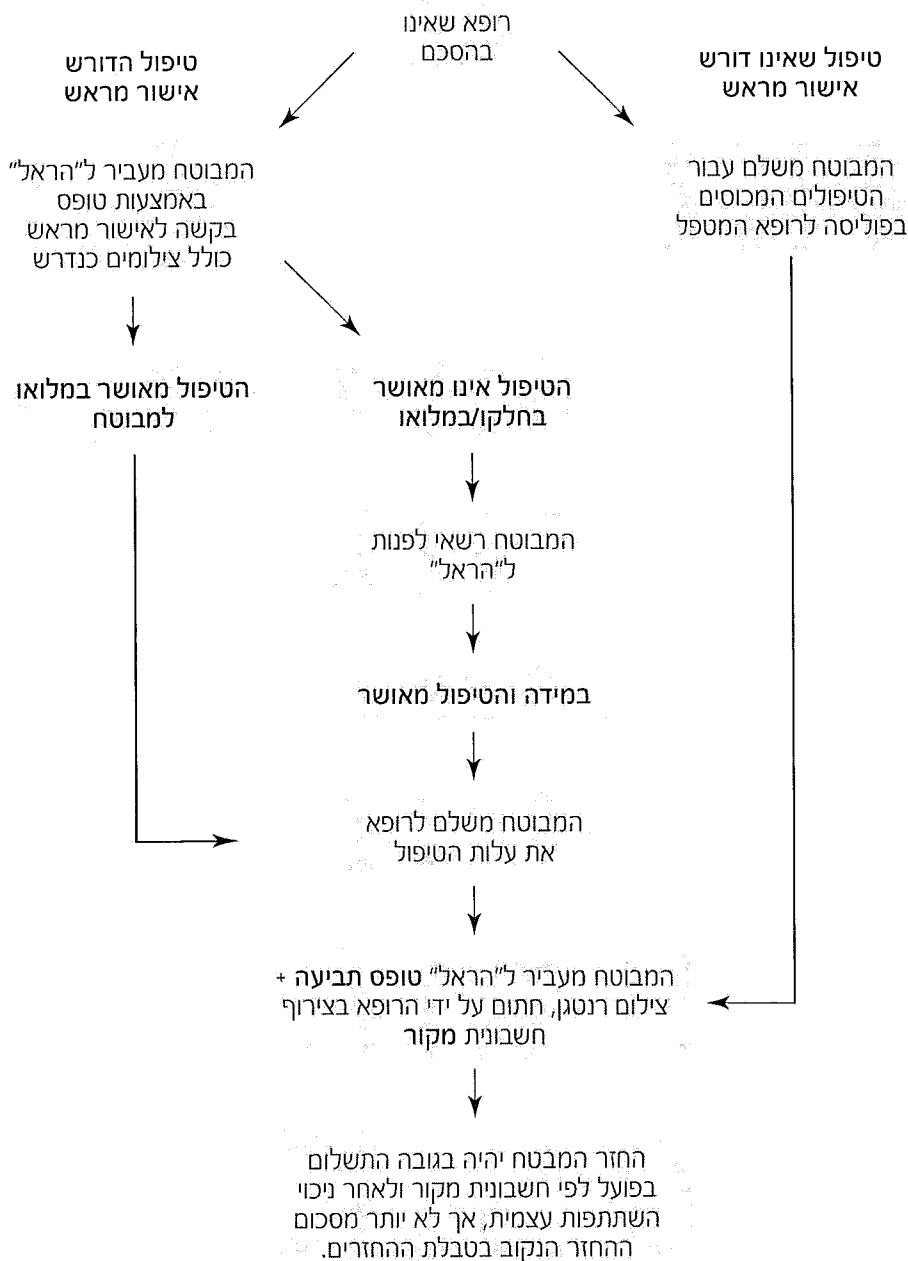 רופא שאינו
בהסכם
טיפול שאינו דורש
אישור מראש
טיפול הדורש
אישור מראש
המבוטח משלם עבור
הטיפולים המכוסים
בפוליסה לרופא המטפל
המבוטח מעביר ל"הראל"
באמצעות טופס
בקשה לאישור מראש
כולל צילומים כנדרש
הטיפול אינו מאושר
בחלקו/במלואו
הטיפול מאושר במלואו
למבוטח
המבוטח רשאי לפנות
ל"הראל"
במידה והטיפול מאושר
המבוטח משלם לרופא
את עלות הטיפול
המבוטח מעביר ל"הראל" טופס תביעה +
צילום רנטגן, חתום על ידי הרופא בצירוף
חשבונית מקור
החזר המבטח יהיה בגובה התשלום
בפועל לפי חשבונית מקור ולאחר ניכוי
השתתפות עצמית, אך לא יותר מסכום
ההחזר הנקוב בטבלת ההחזרים.